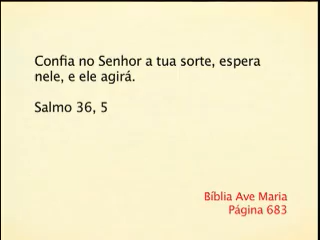 Confia no Senhor a tua sorte, espera
nele, e ele agirá.
Salmo 36, 5
Bíblia Ave Maria
Página 683